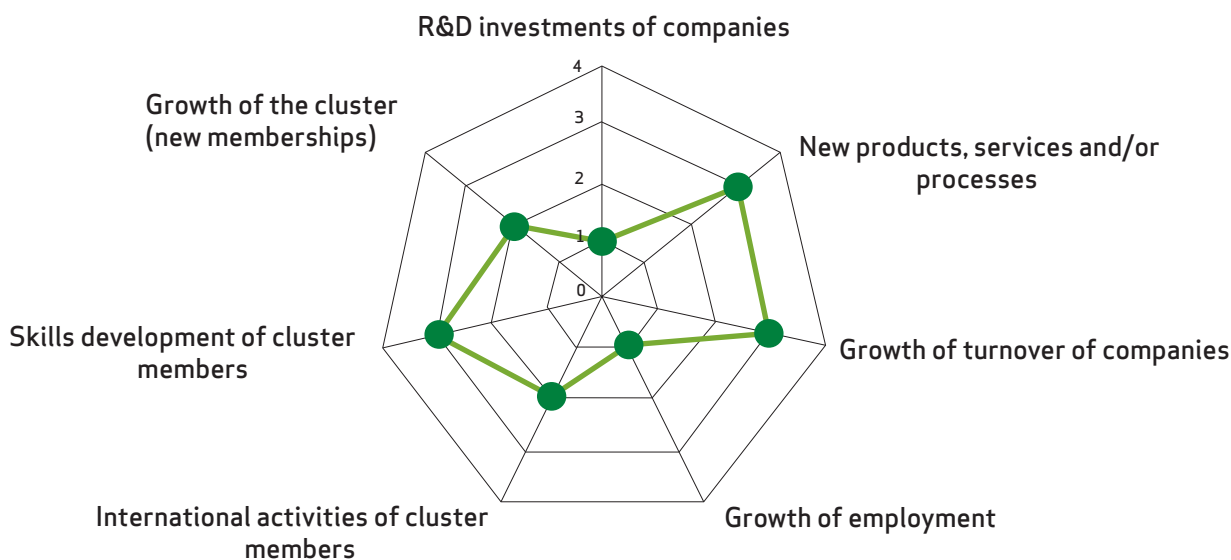 R&D investments of companies
4
Growth of the cluster
(new memberships)
3
New products, services and/or
processes
2
1
0
Skills development of cluster
members
Growth of turnover of companies
International activities of cluster
members
Growth of employment